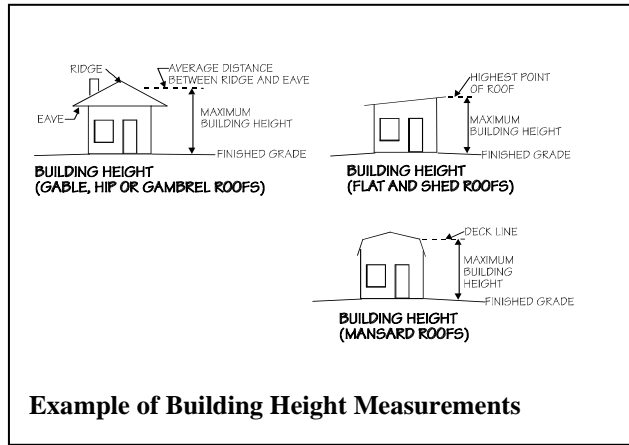 RIDGE
AVERAGE DISTANCE
BETWEEN RIDGE AND EAVE
EAVE
MAXIMUM
BUILDING HEIGHT
FINISHED GRADE
BUILDING HEIGHT
(GABLE, HIP OR GAMBREL ROOFS)
HIGHEST POINT
OF ROOF
MAXIMUM
BUILDING HEIGHT
FINISHED GRADE
BUILDING HEIGHT
(FLAT AND SHED ROOFS)
DECK LINE
MAXIMUM
BUILDING
HEIGHT
FINISHED GRADE
BUILDING HEIGHT
(MANSARD ROOFS)
Example of Building Height Measurements